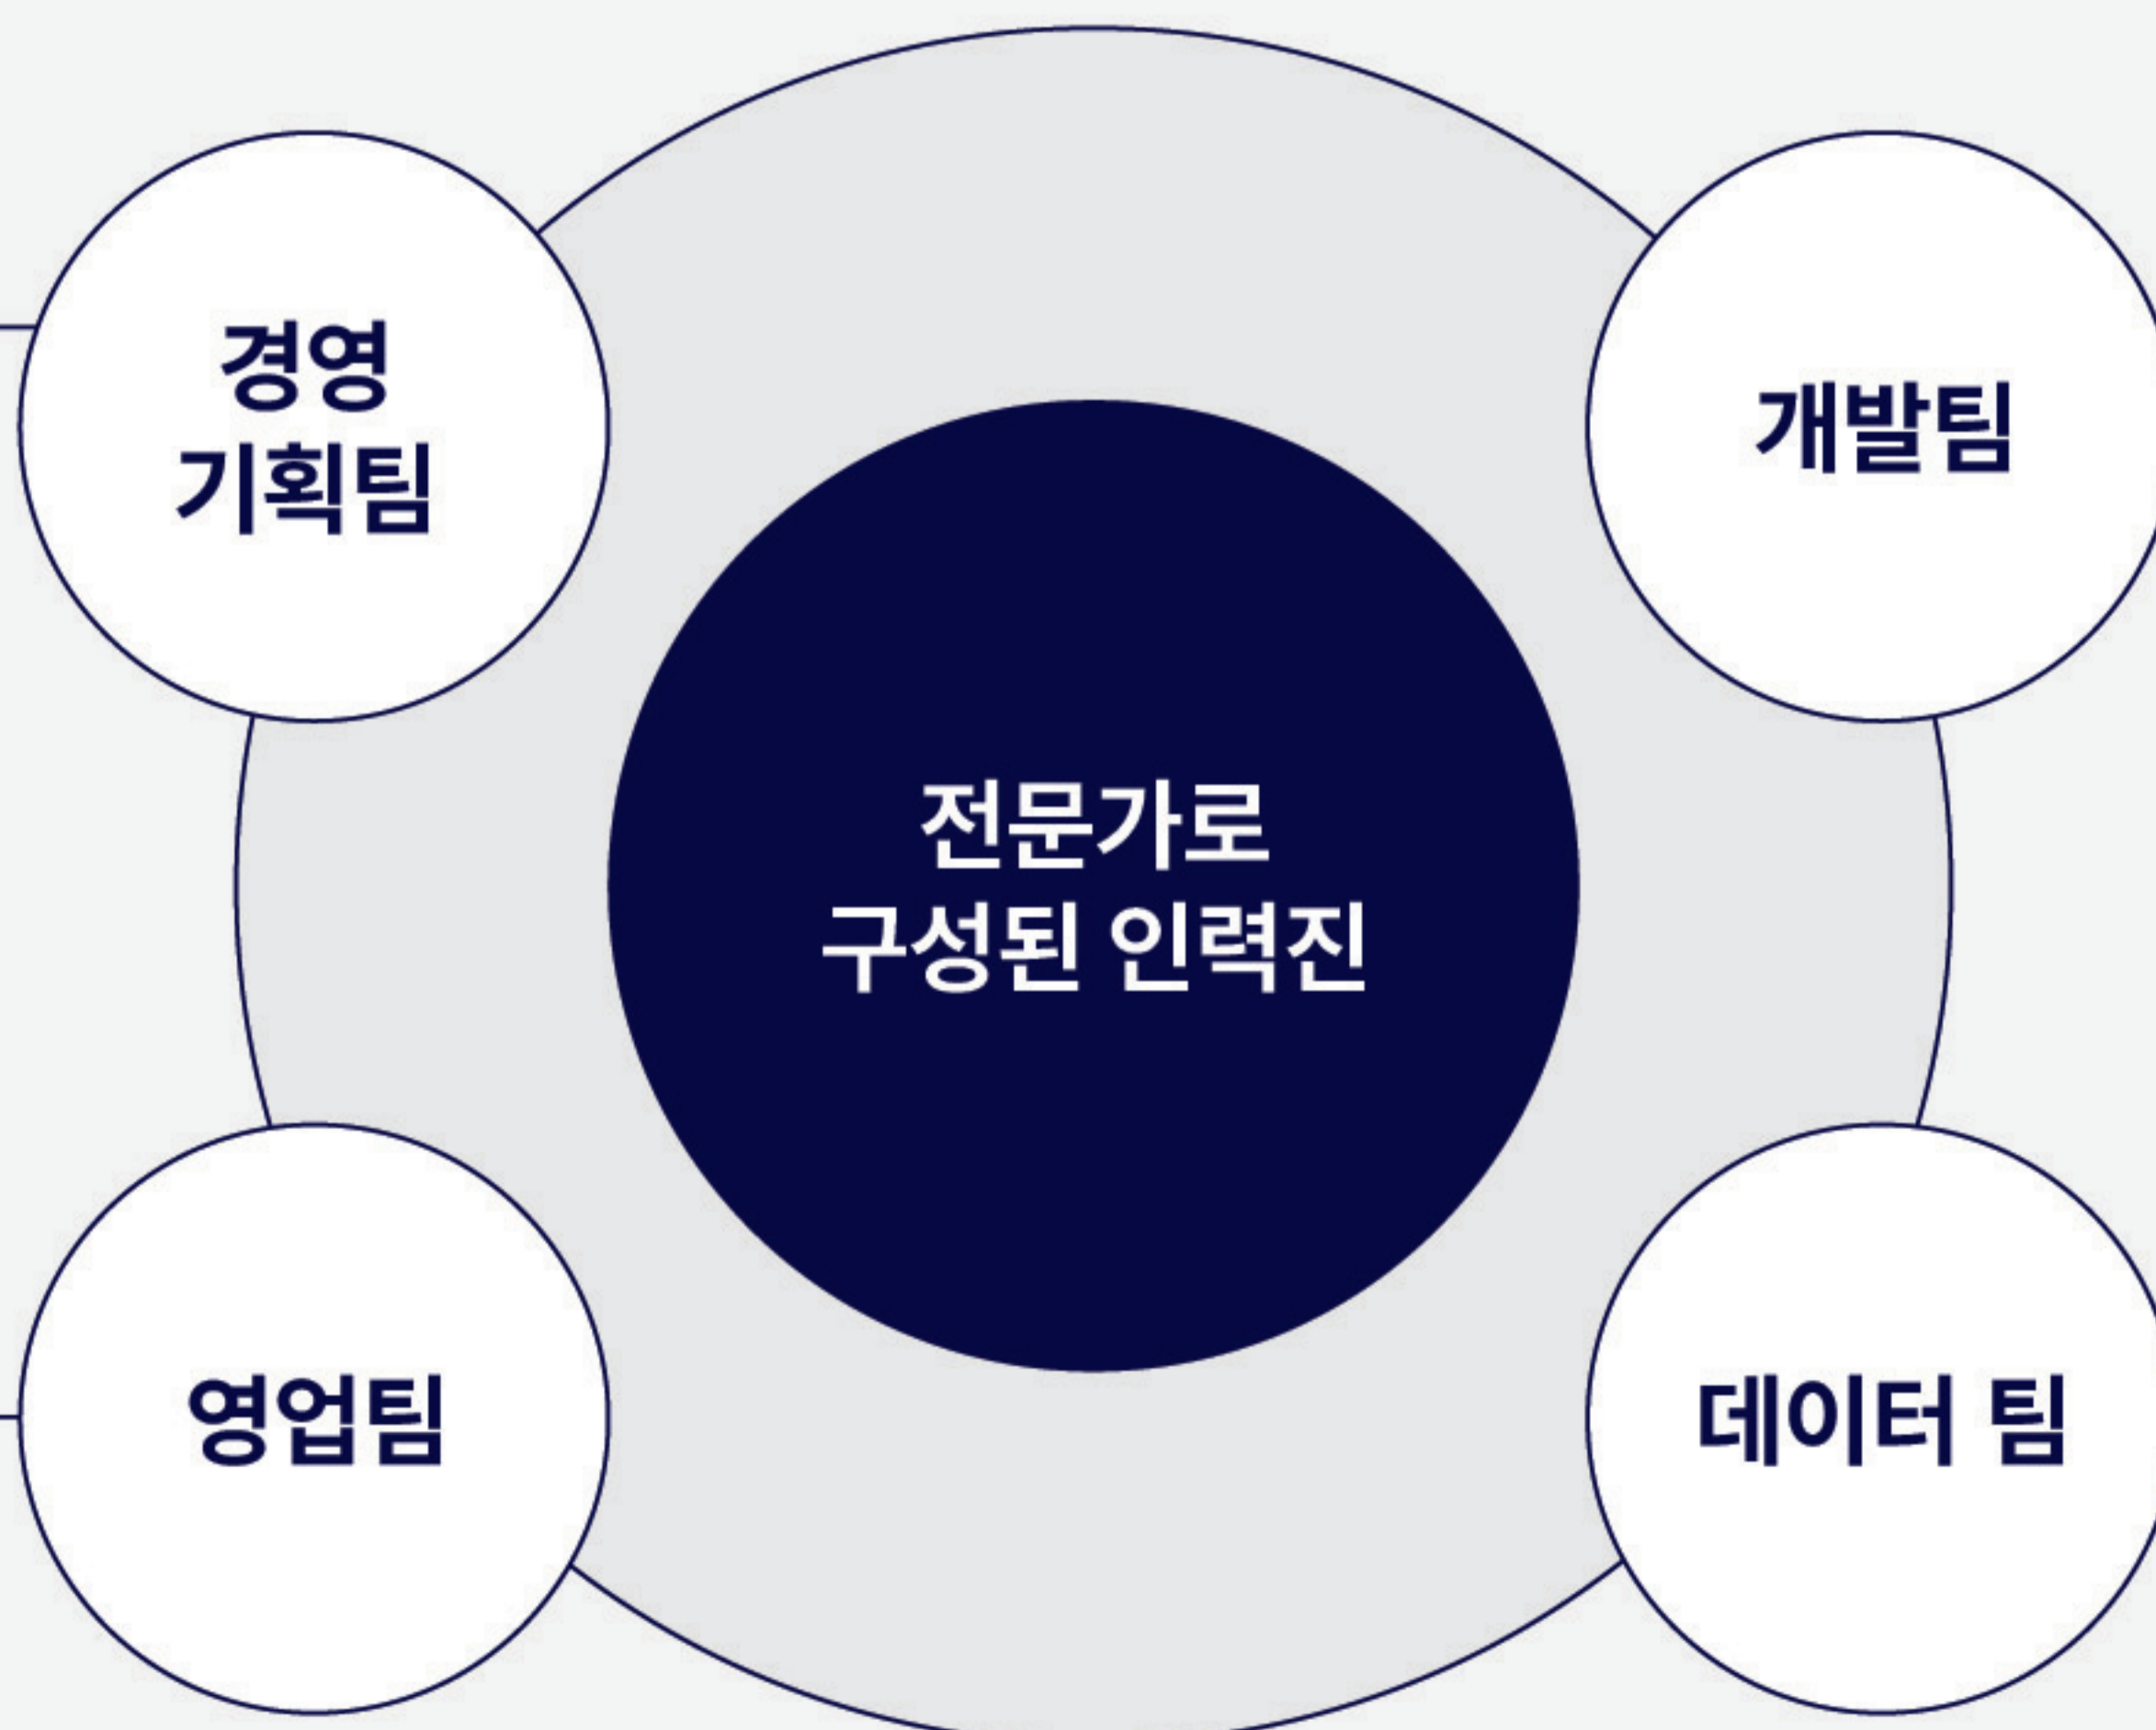 경영
기획팀
개발팀
전문가로
구성된 인력진
영업팀
데이터 팀